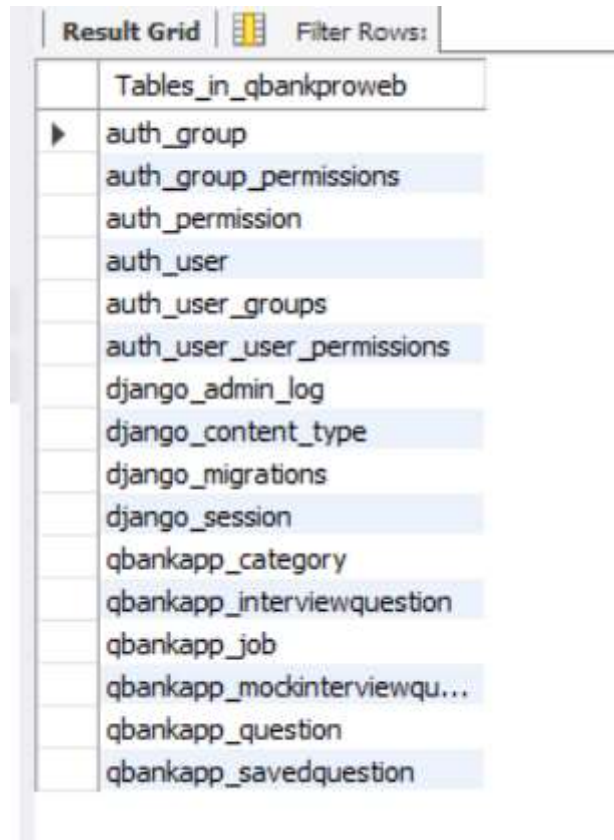 Result Grid Filter Rows:
Tables_in_qbankproweb
auth_group
auth_group_permissions
auth_permission
auth_user
auth_user_groups
auth_user_user_permissions
django_admin_log
django_content_type
django_migrations
django_session
qbankapp_category
qbankapp_interviewquestion
qbankapp_job
qbankapp_mockinterviewqu...
qbankapp_question
qbankapp_savedquestion